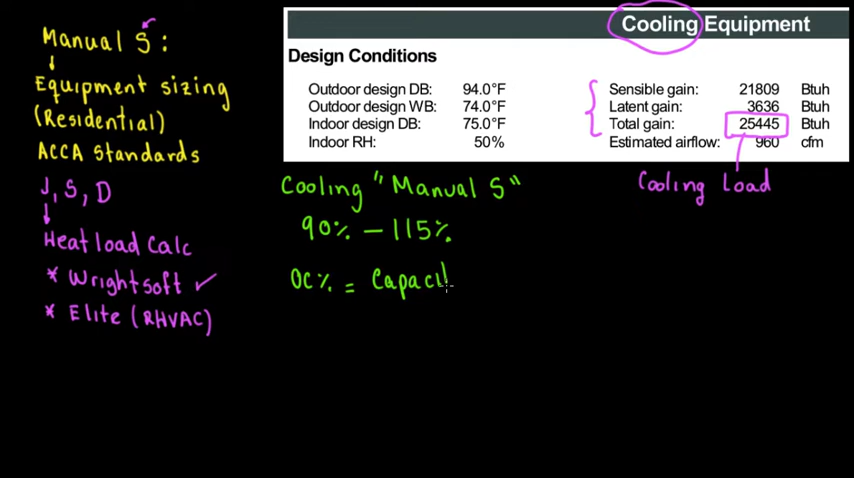 Manual S:
Equipment sizing
(Residential)
ACCA Standards
J, S, D
Heat load Calc
* Wrightsoft ✓
* Elite (RHVAC)
Cooling Equipment
Design Conditions
Outdoor design DB: 94.0°F
Outdoor design WB: 74.0°F
Indoor design DB: 75.0°F
Indoor RH: 50%
Sensible gain: 21809 Btuh
Latent gain: 3636 Btuh
Total gain: 25445 Btuh
Estimated airflow: 960 cfm
Cooling Load
Cooling "Manual S"
90% - 115%
OC% = Capaci